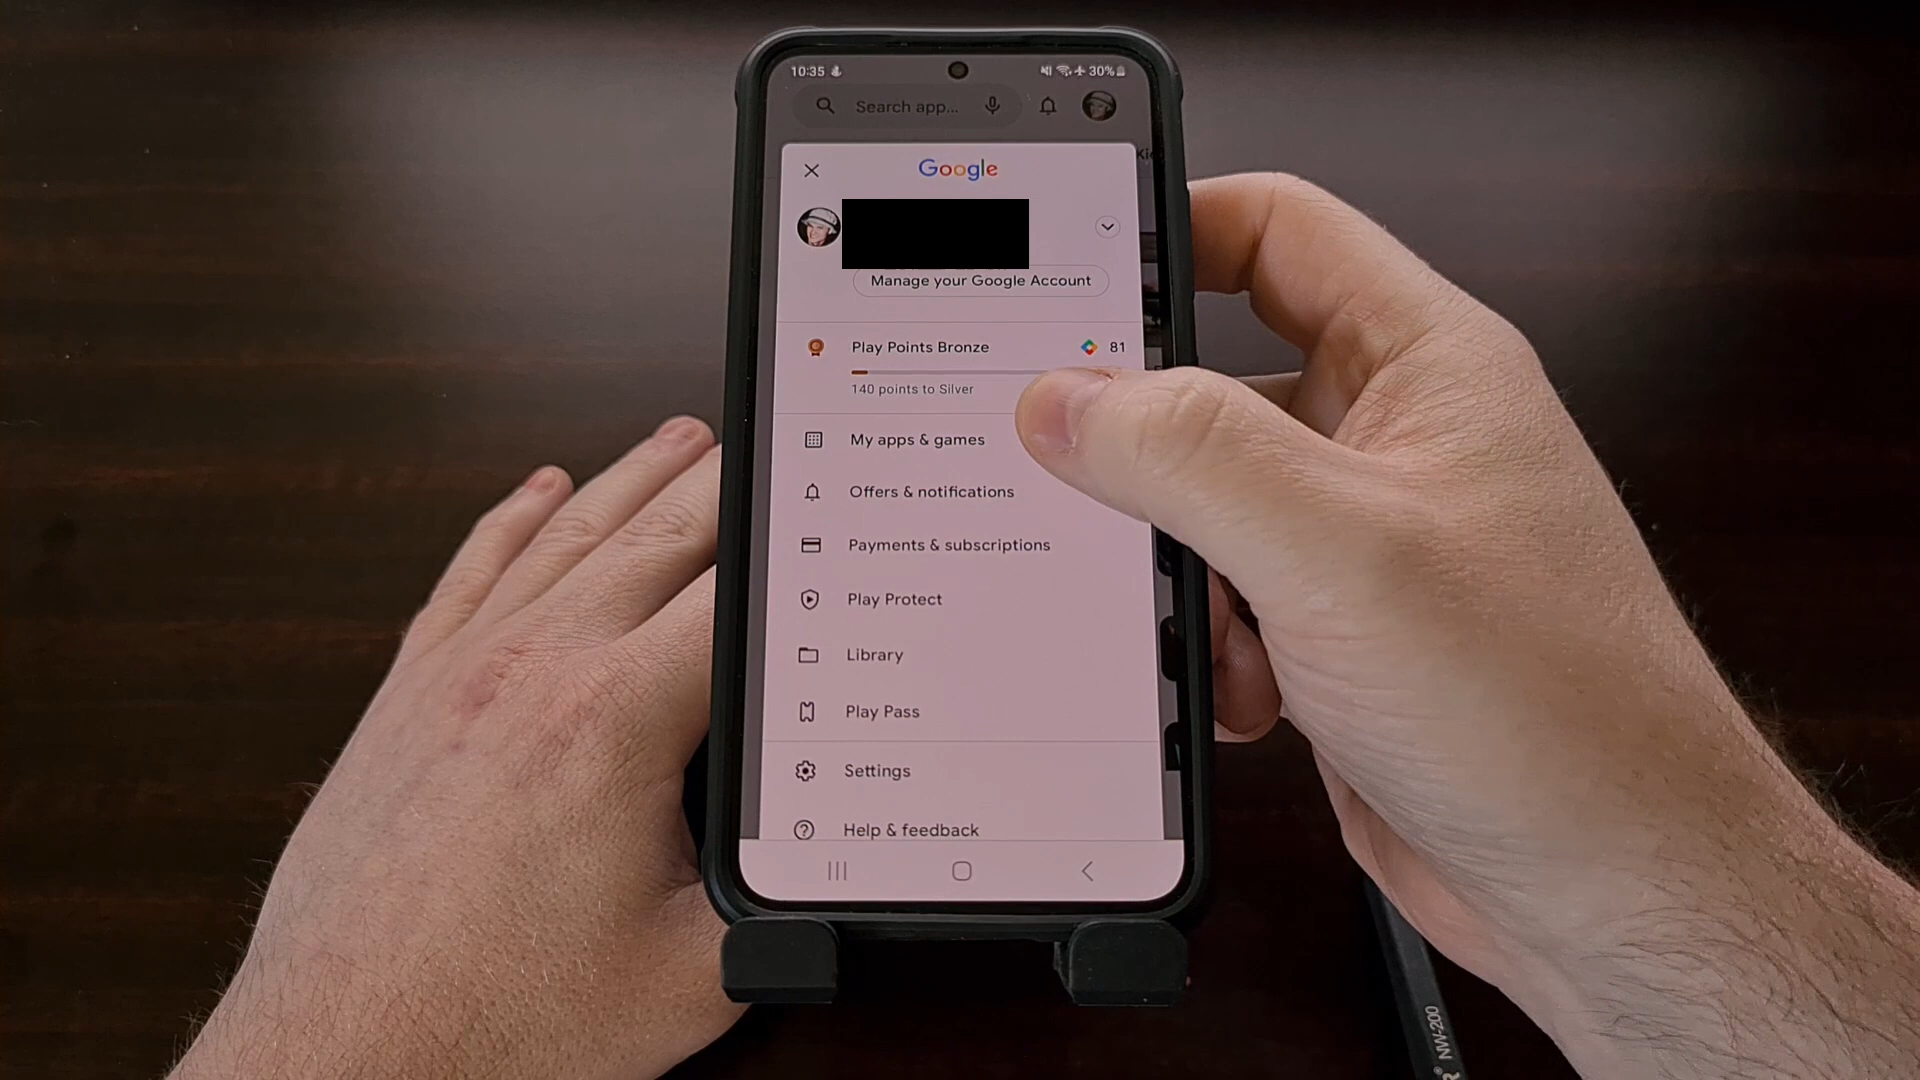 10:35
30%
Search app...
Google
Manage your Google Account
Play Points Bronze
81
140 points to Silver
My apps & games
Offers & notifications
Payments & subscriptions
Play Protect
Library
Play Pass
Settings
Help & feedback
NW-200